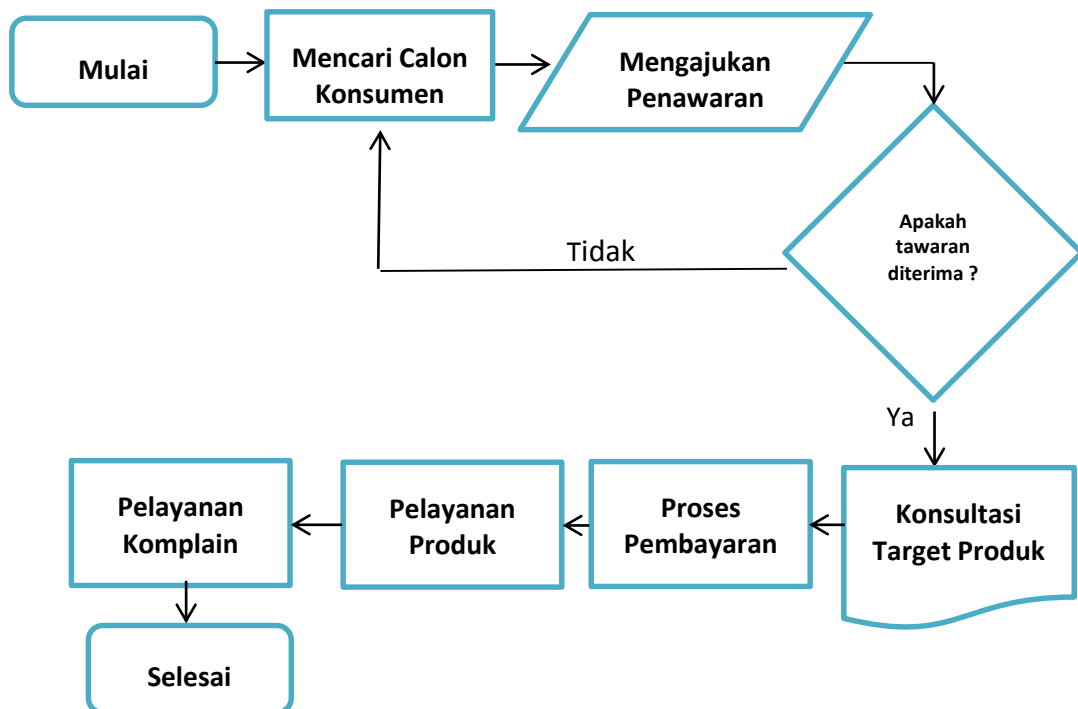 Mulai
Mencari Calon
Konsumen
Mengajukan
Penawaran
Apakah
tawaran
diterima ?
Tidak
Ya
Konsultasi
Target Produk
Proses
Pembayaran
Pelayanan
Produk
Pelayanan
Komplain
Selesai